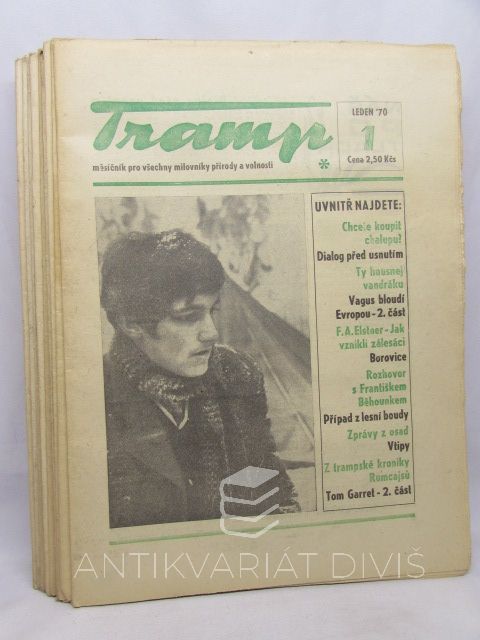 Tramp
měsíčník pro všechny milovníky přírody a volnosti
LEDEN '70
1
Cena 2,50 Kčs
UVNITŘ NAJDETE:
Chcete koupit
chalupu?
Dialog před usnutím
Ty hnusnej
vandráku
Vagus bloudí
Evropou - 2. část
F. A. Elstner - Jak
vznikli zálesáci
Borovice
Rozhovor
s Františkem
Běhounkem
Případ z lesní boudy
Zprávy z osad
Vtipy
Z trampské kroniky
Rumcajsů
Tom Garret - 2. část
ANTIKVARIÁT DIVIŠ